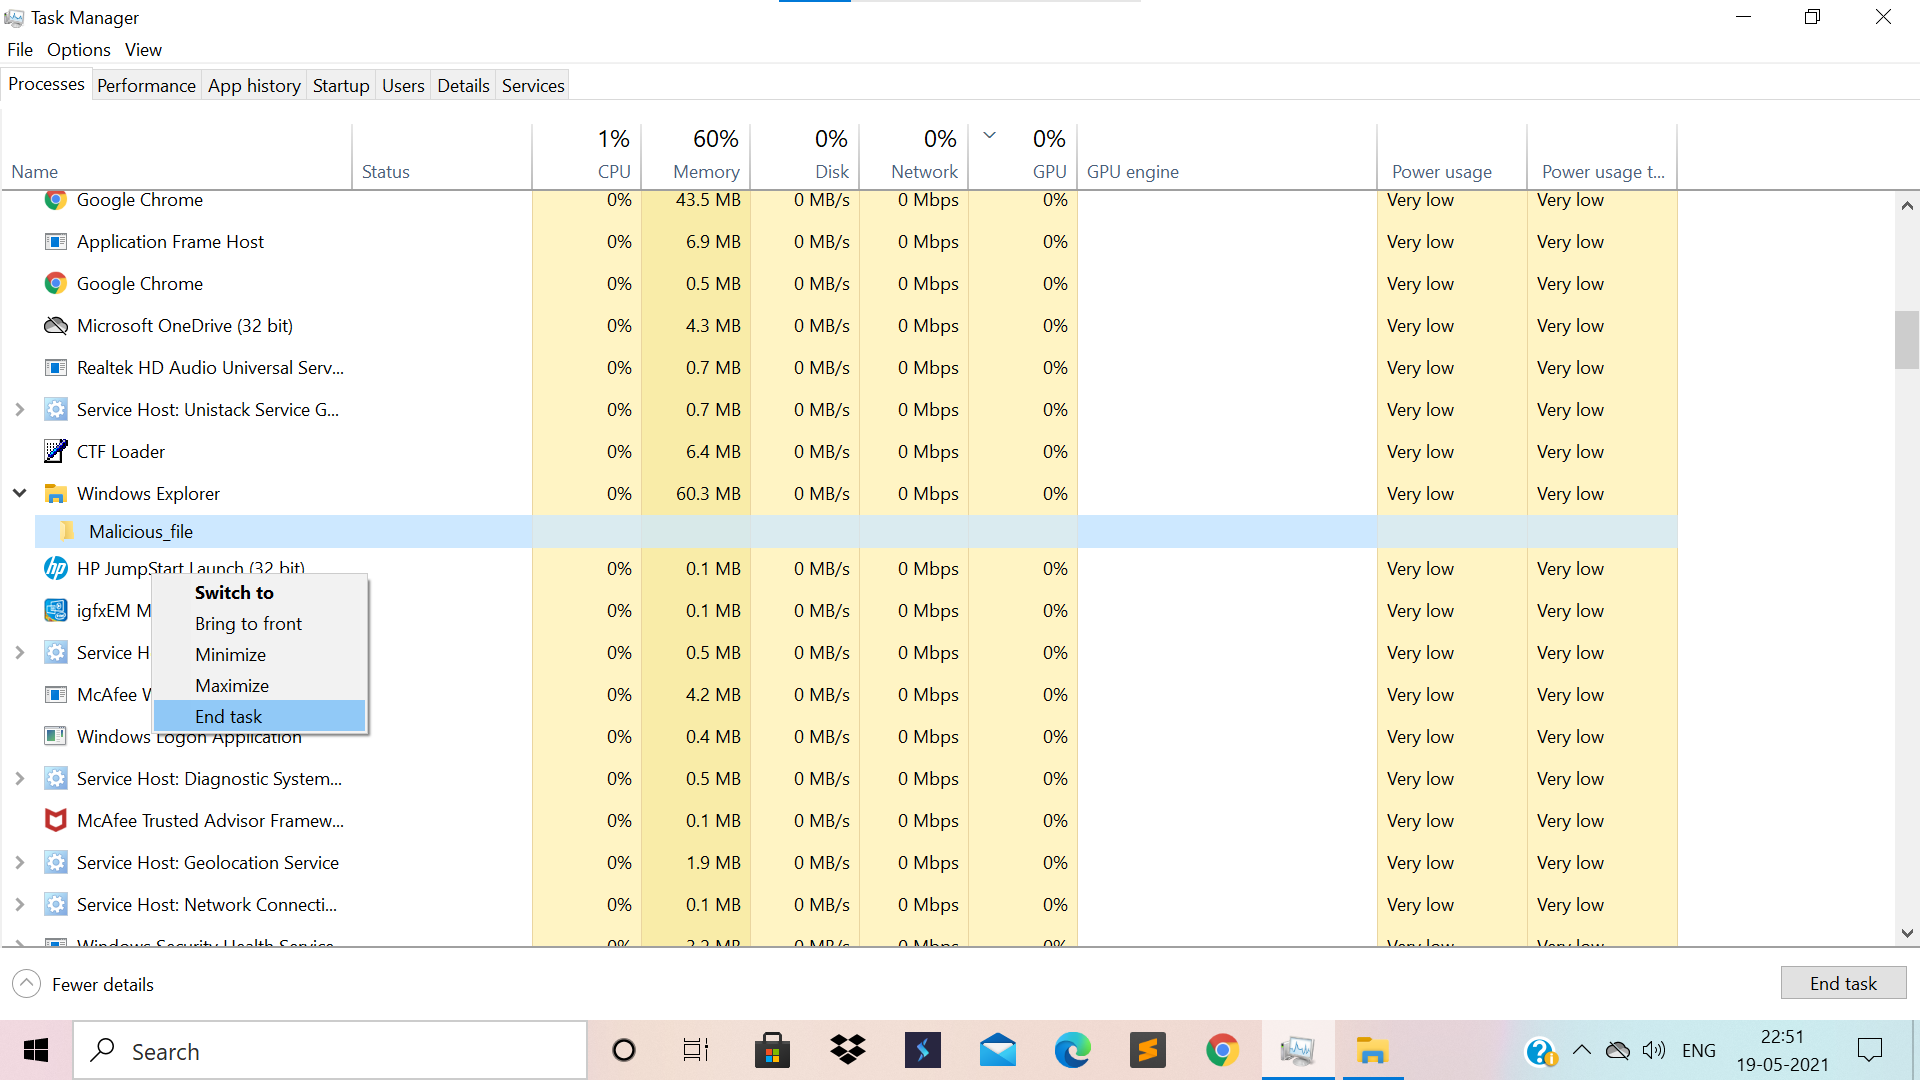 Task Manager
File Options View
Processes Performance App history Startup Users Details Services
1% 60% 0% 0% 0%
Name Status CPU Memory Disk Network GPU GPU engine Power usage Power usage t...
Google Chrome 0% 43.5 MB 0 MB/s 0 Mbps 0% Very low Very low
Application Frame Host 0% 6.9 MB 0 MB/s 0 Mbps 0% Very low Very low
Google Chrome 0% 0.5 MB 0 MB/s 0 Mbps 0% Very low Very low
Microsoft OneDrive (32 bit) 0% 4.3 MB 0 MB/s 0 Mbps 0% Very low Very low
Realtek HD Audio Universal Serv... 0% 0.7 MB 0 MB/s 0 Mbps 0% Very low Very low
Service Host: Unistack Service G... 0% 0.7 MB 0 MB/s 0 Mbps 0% Very low Very low
CTF Loader 0% 6.4 MB 0 MB/s 0 Mbps 0% Very low Very low
Windows Explorer 0% 60.3 MB 0 MB/s 0 Mbps 0% Very low Very low
Malicious_file
HP JumpStart Launch (32 bit) 0% 0.1 MB 0 MB/s 0 Mbps 0% Very low Very low
Switch to
Bring to front
Minimize
Maximize
End task
igfxEM M 0% 0.1 MB 0 MB/s 0 Mbps 0% Very low Very low
Service H 0% 0.5 MB 0 MB/s 0 Mbps 0% Very low Very low
McAfee W 0% 4.2 MB 0 MB/s 0 Mbps 0% Very low Very low
Windows Logon Application 0% 0.4 MB 0 MB/s 0 Mbps 0% Very low Very low
Service Host: Diagnostic System... 0% 0.5 MB 0 MB/s 0 Mbps 0% Very low Very low
McAfee Trusted Advisor Framew... 0% 0.1 MB 0 MB/s 0 Mbps 0% Very low Very low
Service Host: Geolocation Service 0% 1.9 MB 0 MB/s 0 Mbps 0% Very low Very low
Service Host: Network Connecti... 0% 0.1 MB 0 MB/s 0 Mbps 0% Very low Very low
Windows Security Health Service 0% 3.2 MB 0 MB/s 0 Mbps 0% Very low Very low
Fewer details End task
Search ENG 22:51
19-05-2021